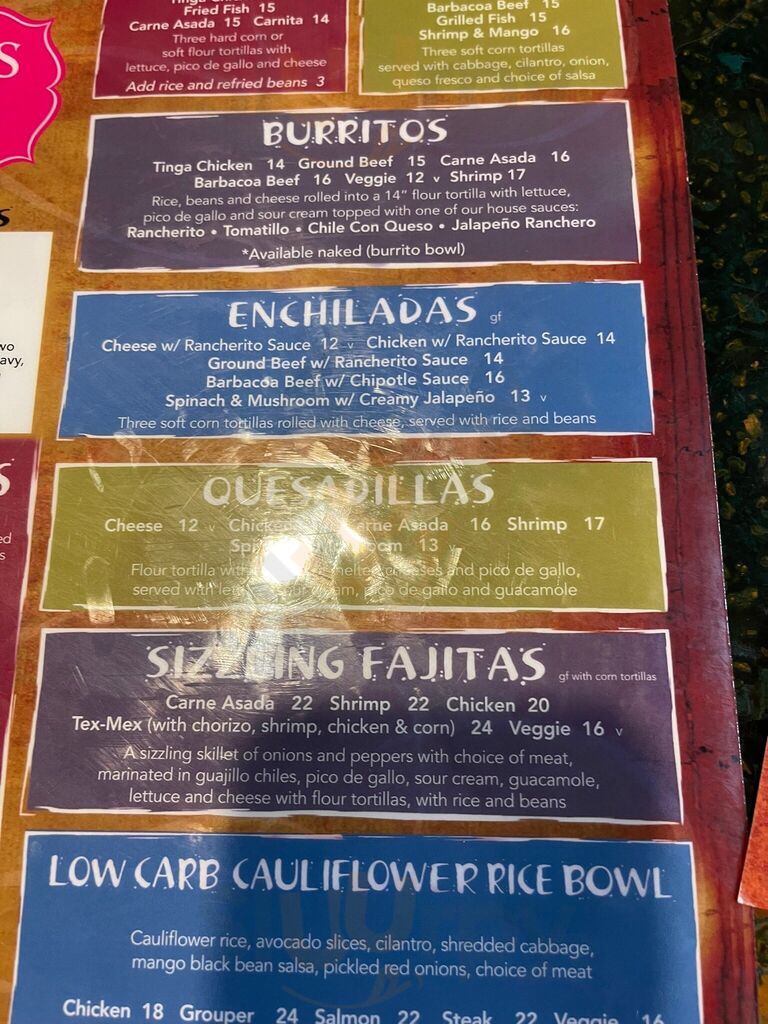 Fried Fish 15
Carne Asada 15 Carnita 14
Three hard corn or
soft flour tortillas with
lettuce, pico de gallo and cheese
Add rice and refried beans 3
Barbacoa Beef 15
Grilled Fish 15
Shrimp & Mango 16
Three soft corn tortillas
served with cabbage, cilantro, onion,
queso fresco and choice of salsa
S
BURRITOS
Tinga Chicken 14 Ground Beef 15 Carne Asada 16
Barbacoa Beef 16 Veggie 12 v Shrimp 17
Rice, beans and cheese rolled into a 14" flour tortilla with lettuce,
pico de gallo and sour cream topped with one of our house sauces:
Rancherito • Tomatillo • Chile Con Queso • Jalapeño Ranchero
*Available naked (burrito bowl)
ENCHILADAS gf
Cheese w/ Rancherito Sauce 12 v Chicken w/ Rancherito Sauce 14
Ground Beef w/ Rancherito Sauce 14
Barbacoa Beef w/ Chipotle Sauce 16
Spinach & Mushroom w/ Creamy Jalapeño 13 v
Three soft corn tortillas rolled with cheese, served with rice and beans
QUESADILLAS
Cheese 12 v Chicken Carne Asada 16 Shrimp 17
13 v
Flour tortilla with melted cheeses and pico de gallo,
served with sour cream, pico de gallo and guacamole
SIZZLING FAJITAS gf with corn tortillas
Carne Asada 22 Shrimp 22 Chicken 20
Tex-Mex (with chorizo, shrimp, chicken & corn) 24 Veggie 16 v
A sizzling skillet of onions and peppers with choice of meat,
marinated in guajillo chiles, pico de gallo, sour cream, guacamole,
lettuce and cheese with flour tortillas, with rice and beans
LOW CARB CAULIFLOWER RICE BOWL
Cauliflower rice, avocado slices, cilantro, shredded cabbage,
mango black bean salsa, pickled red onions, choice of meat
Chicken 18 Grouper 24 Salmon 22 Steak 22 Veggie 16